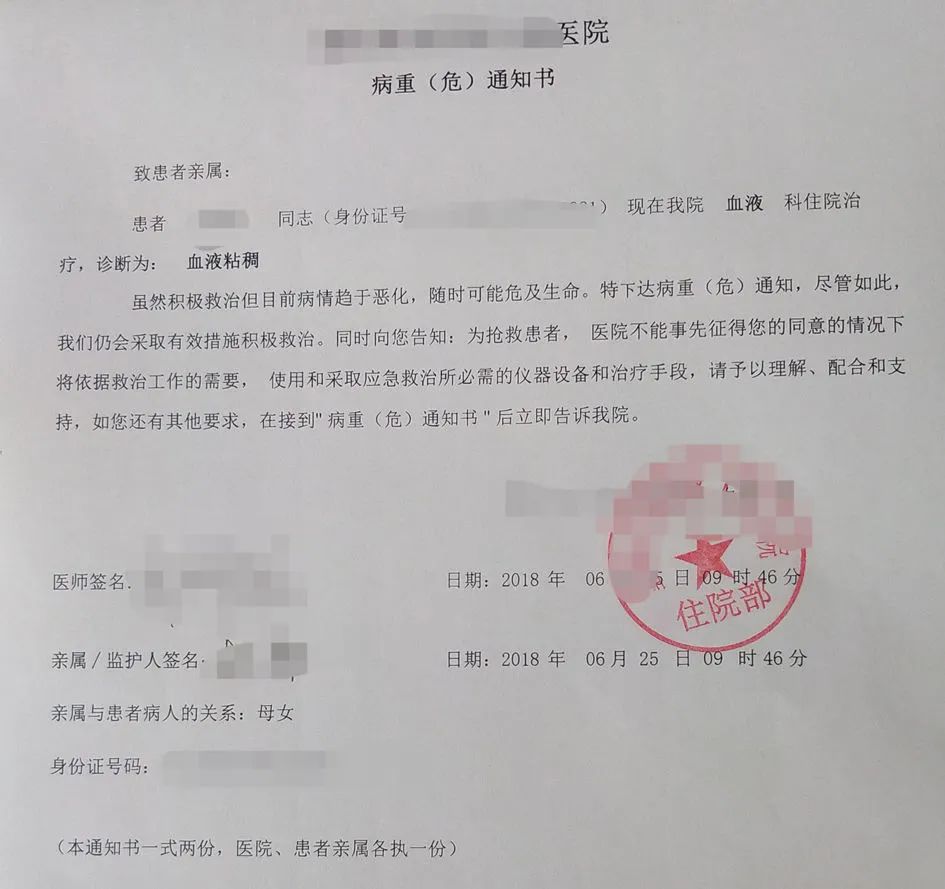 医院
病重（危）通知书
致患者亲属：
患者 同志（身份证号 ）现在我院 血液 科住院治
疗，诊断为： 血液粘稠
虽然积极救治但目前病情趋于恶化，随时可能危及生命。特下达病重（危）通知，尽管如此，
我们仍会采取有效措施积极救治。同时向您告知：为抢救患者， 医院不能事先征得您的同意的情况下
将依据救治工作的需要， 使用和采取应急救治所必需的仪器设备和治疗手段，请予以理解、配合和支
持，如您还有其他要求，在接到"病重（危）通知书"后立即告诉我院。
医师签名 日期：2018 年 06 5 日 09 时 46 分
住院部
亲属/监护人签名 日期：2018 年 06月 25 日 09 时 46 分
亲属与患者病人的关系：母女
身份证号码：
（本通知书一式两份，医院、患者亲属各执一份）